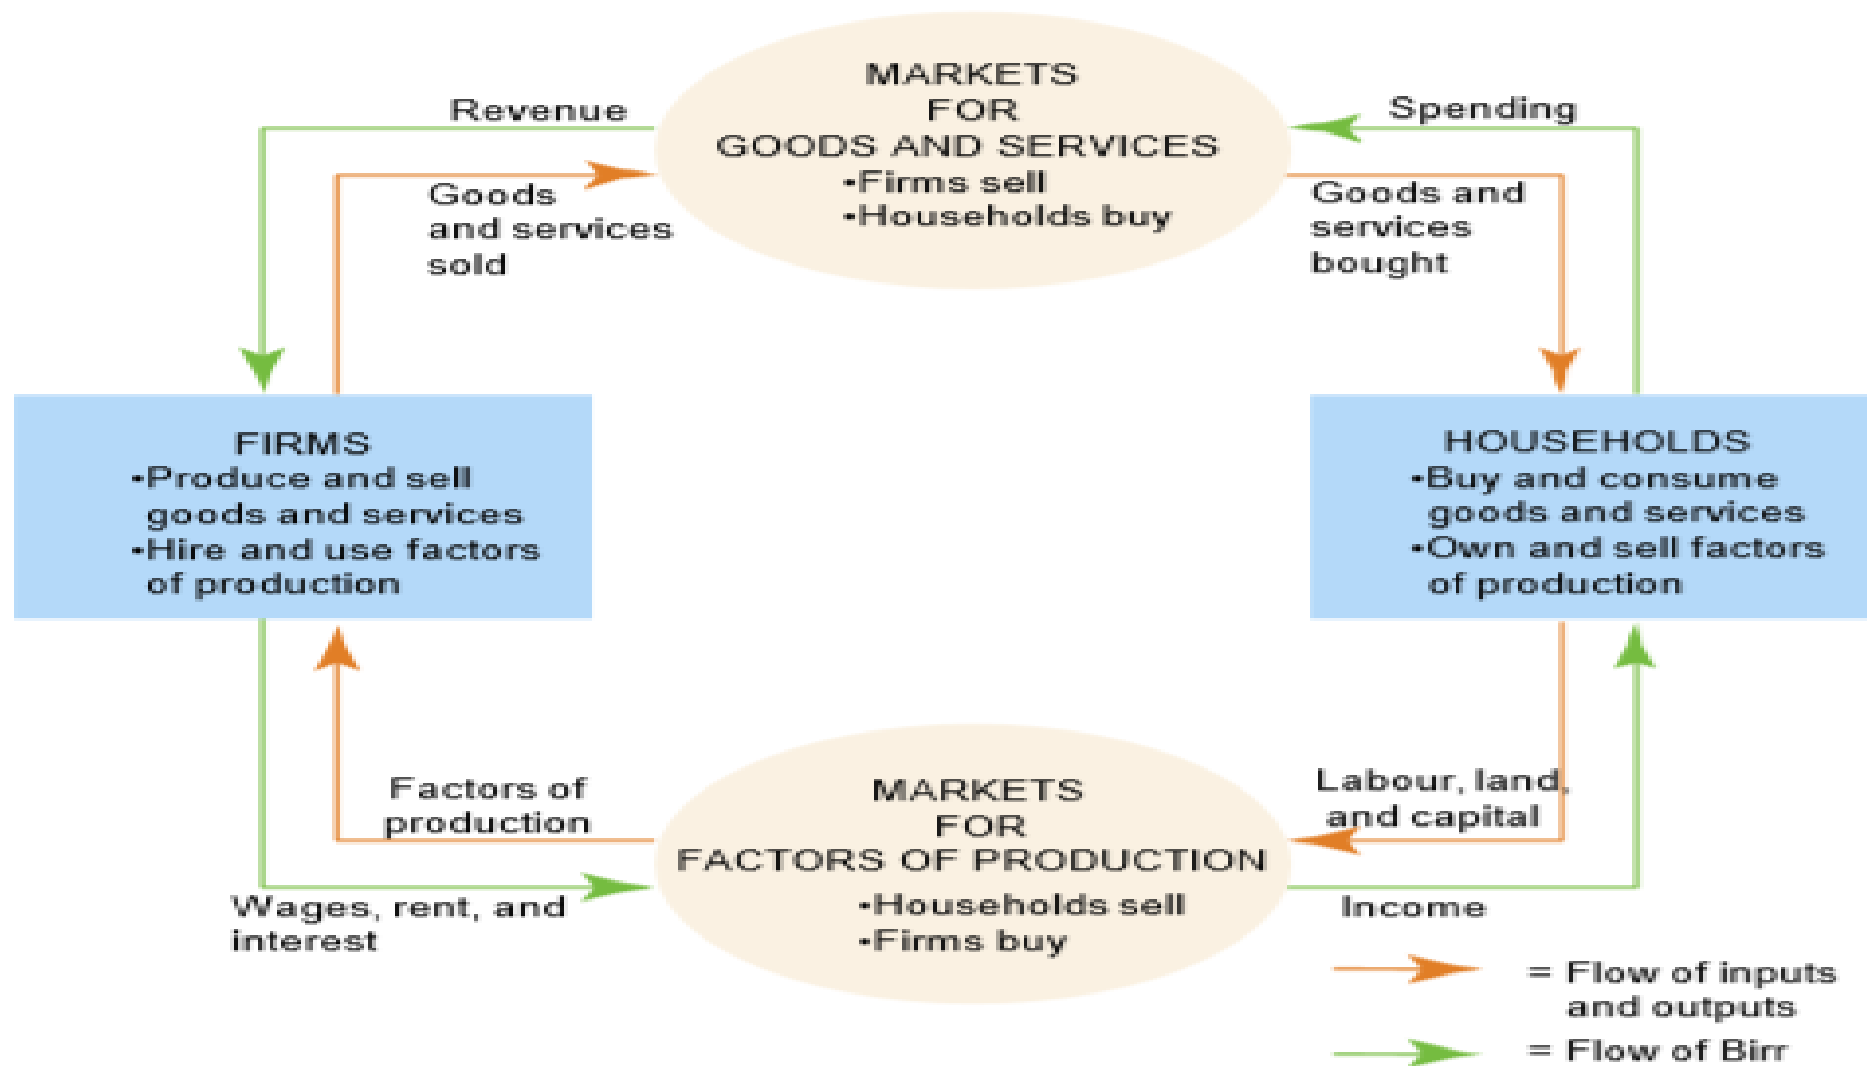 MARKETS
FOR
GOODS AND SERVICES
•Firms sell
•Households buy
Revenue
Goods
and services
sold
Spending
Goods and
services
bought
FIRMS
•Produce and sell
goods and services
•Hire and use factors
of production
HOUSEHOLDS
•Buy and consume
goods and services
•Own and sell factors
of production
Factors of
production
Wages, rent, and
interest
MARKETS
FOR
FACTORS OF PRODUCTION
•Households sell
•Firms buy
Labour, land,
and capital
Income
= Flow of inputs
and outputs
= Flow of Birr